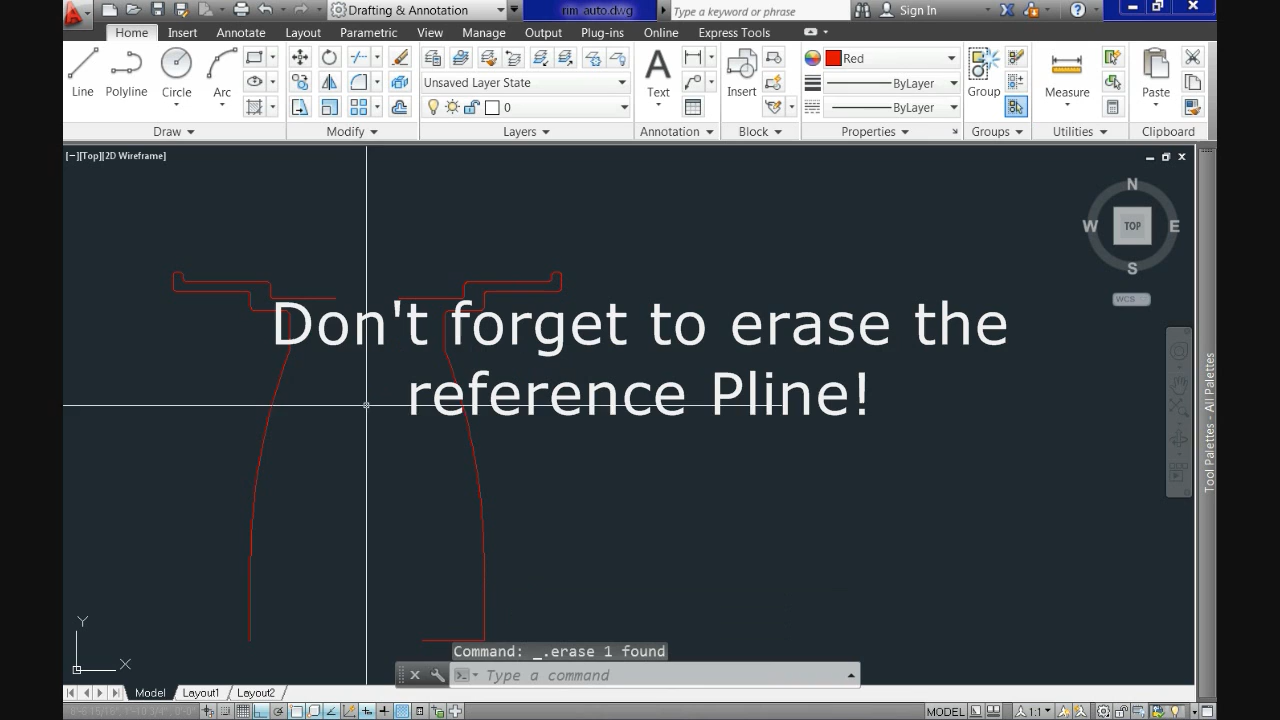 Drafting & Annotation
rim_auto.dwg
Type a keyword or phrase
Sign In
Home Insert Annotate Layout Parametric View Manage Output Plug-ins Online Express Tools
Line Polyline Circle Arc
Unsaved Layer State
0
Text
Insert
Red
ByLayer
ByLayer
Group
Measure
Paste
Draw Modify Layers Annotation Block Properties Groups Utilities Clipboard
[−][Top][2D Wireframe]
N
W TOP E
S
WCS
Don't forget to erase the
reference Pline!
Tool Palettes - All Palettes
Y
X
Command: _.erase 1 found
Type a command
Model Layout1 Layout2
MODEL 1:1